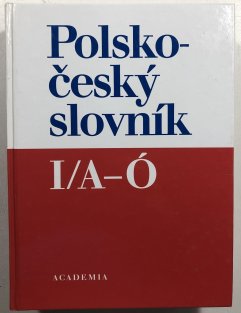 Polsko-
český
slovník
I/A–Ó
ACADEMIA